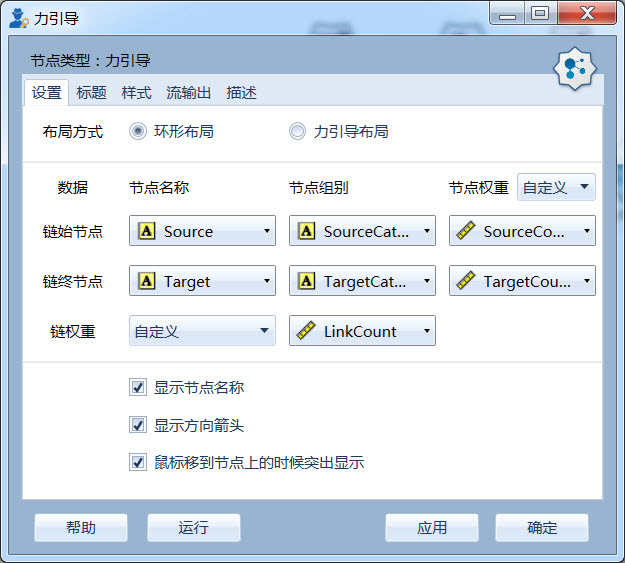 力引导
节点类型：力引导
设置 标题 样式 流输出 描述
布局方式 环形布局 力引导布局
数据 节点名称 节点组别 节点权重 自定义
链始节点 Source SourceCat... SourceCo...
链终节点 Target TargetCat... TargetCou...
链权重 自定义 LinkCount
显示节点名称
显示方向箭头
鼠标移到节点上的时候突出显示
帮助 运行 应用 确定